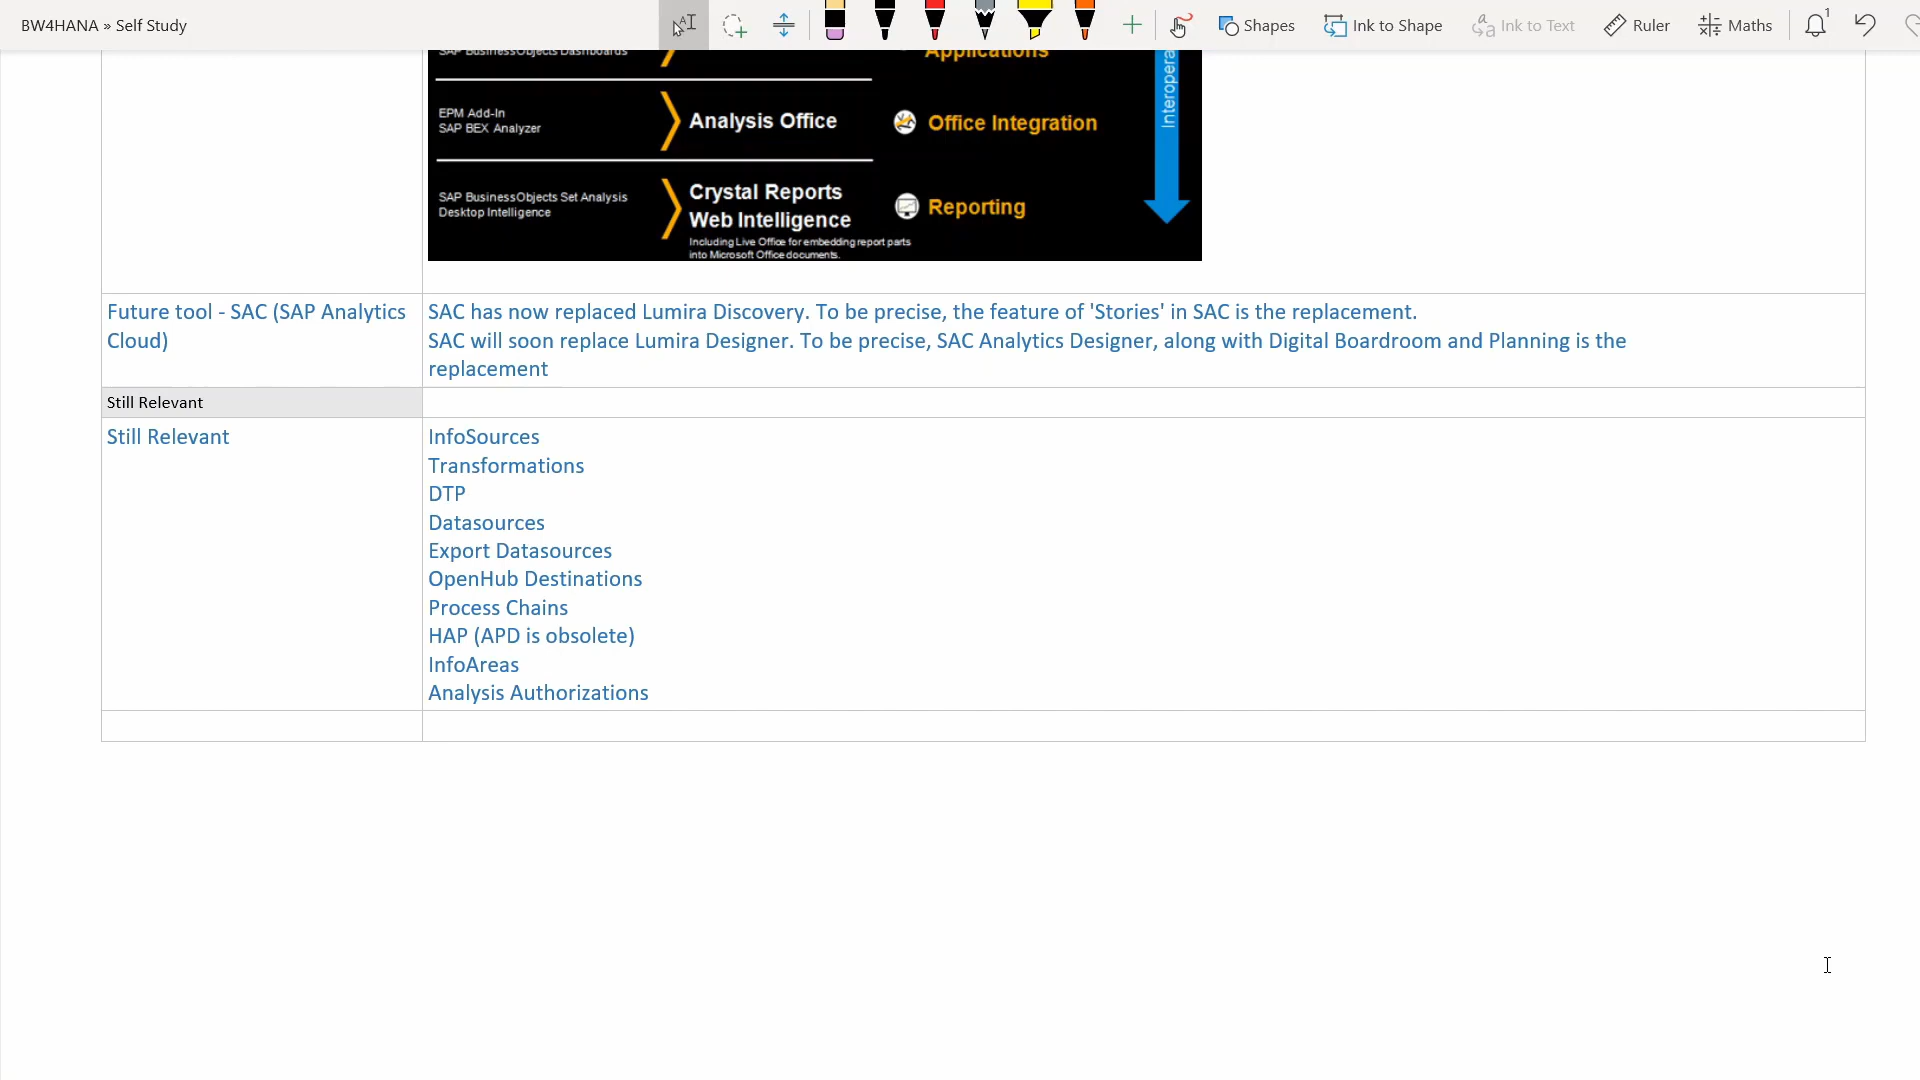 BW4HANA » Self Study
Shapes
Ink to Shape
Ink to Text
Ruler
Maths
1
SAP BusinessObjects Dashboards
Applications
EPM Add-In
SAP BEX Analyzer
Analysis Office
Office Integration
SAP BusinessObjects Set Analysis
Desktop Intelligence
Crystal Reports
Web Intelligence
Including Live Office for embedding report parts
into Microsoft Office documents.
Reporting
Future tool - SAC (SAP Analytics
Cloud)
SAC has now replaced Lumira Discovery. To be precise, the feature of 'Stories' in SAC is the replacement.
SAC will soon replace Lumira Designer. To be precise, SAC Analytics Designer, along with Digital Boardroom and Planning is the
replacement
Still Relevant
Still Relevant
InfoSources
Transformations
DTP
Datasources
Export Datasources
OpenHub Destinations
Process Chains
HAP (APD is obsolete)
InfoAreas
Analysis Authorizations